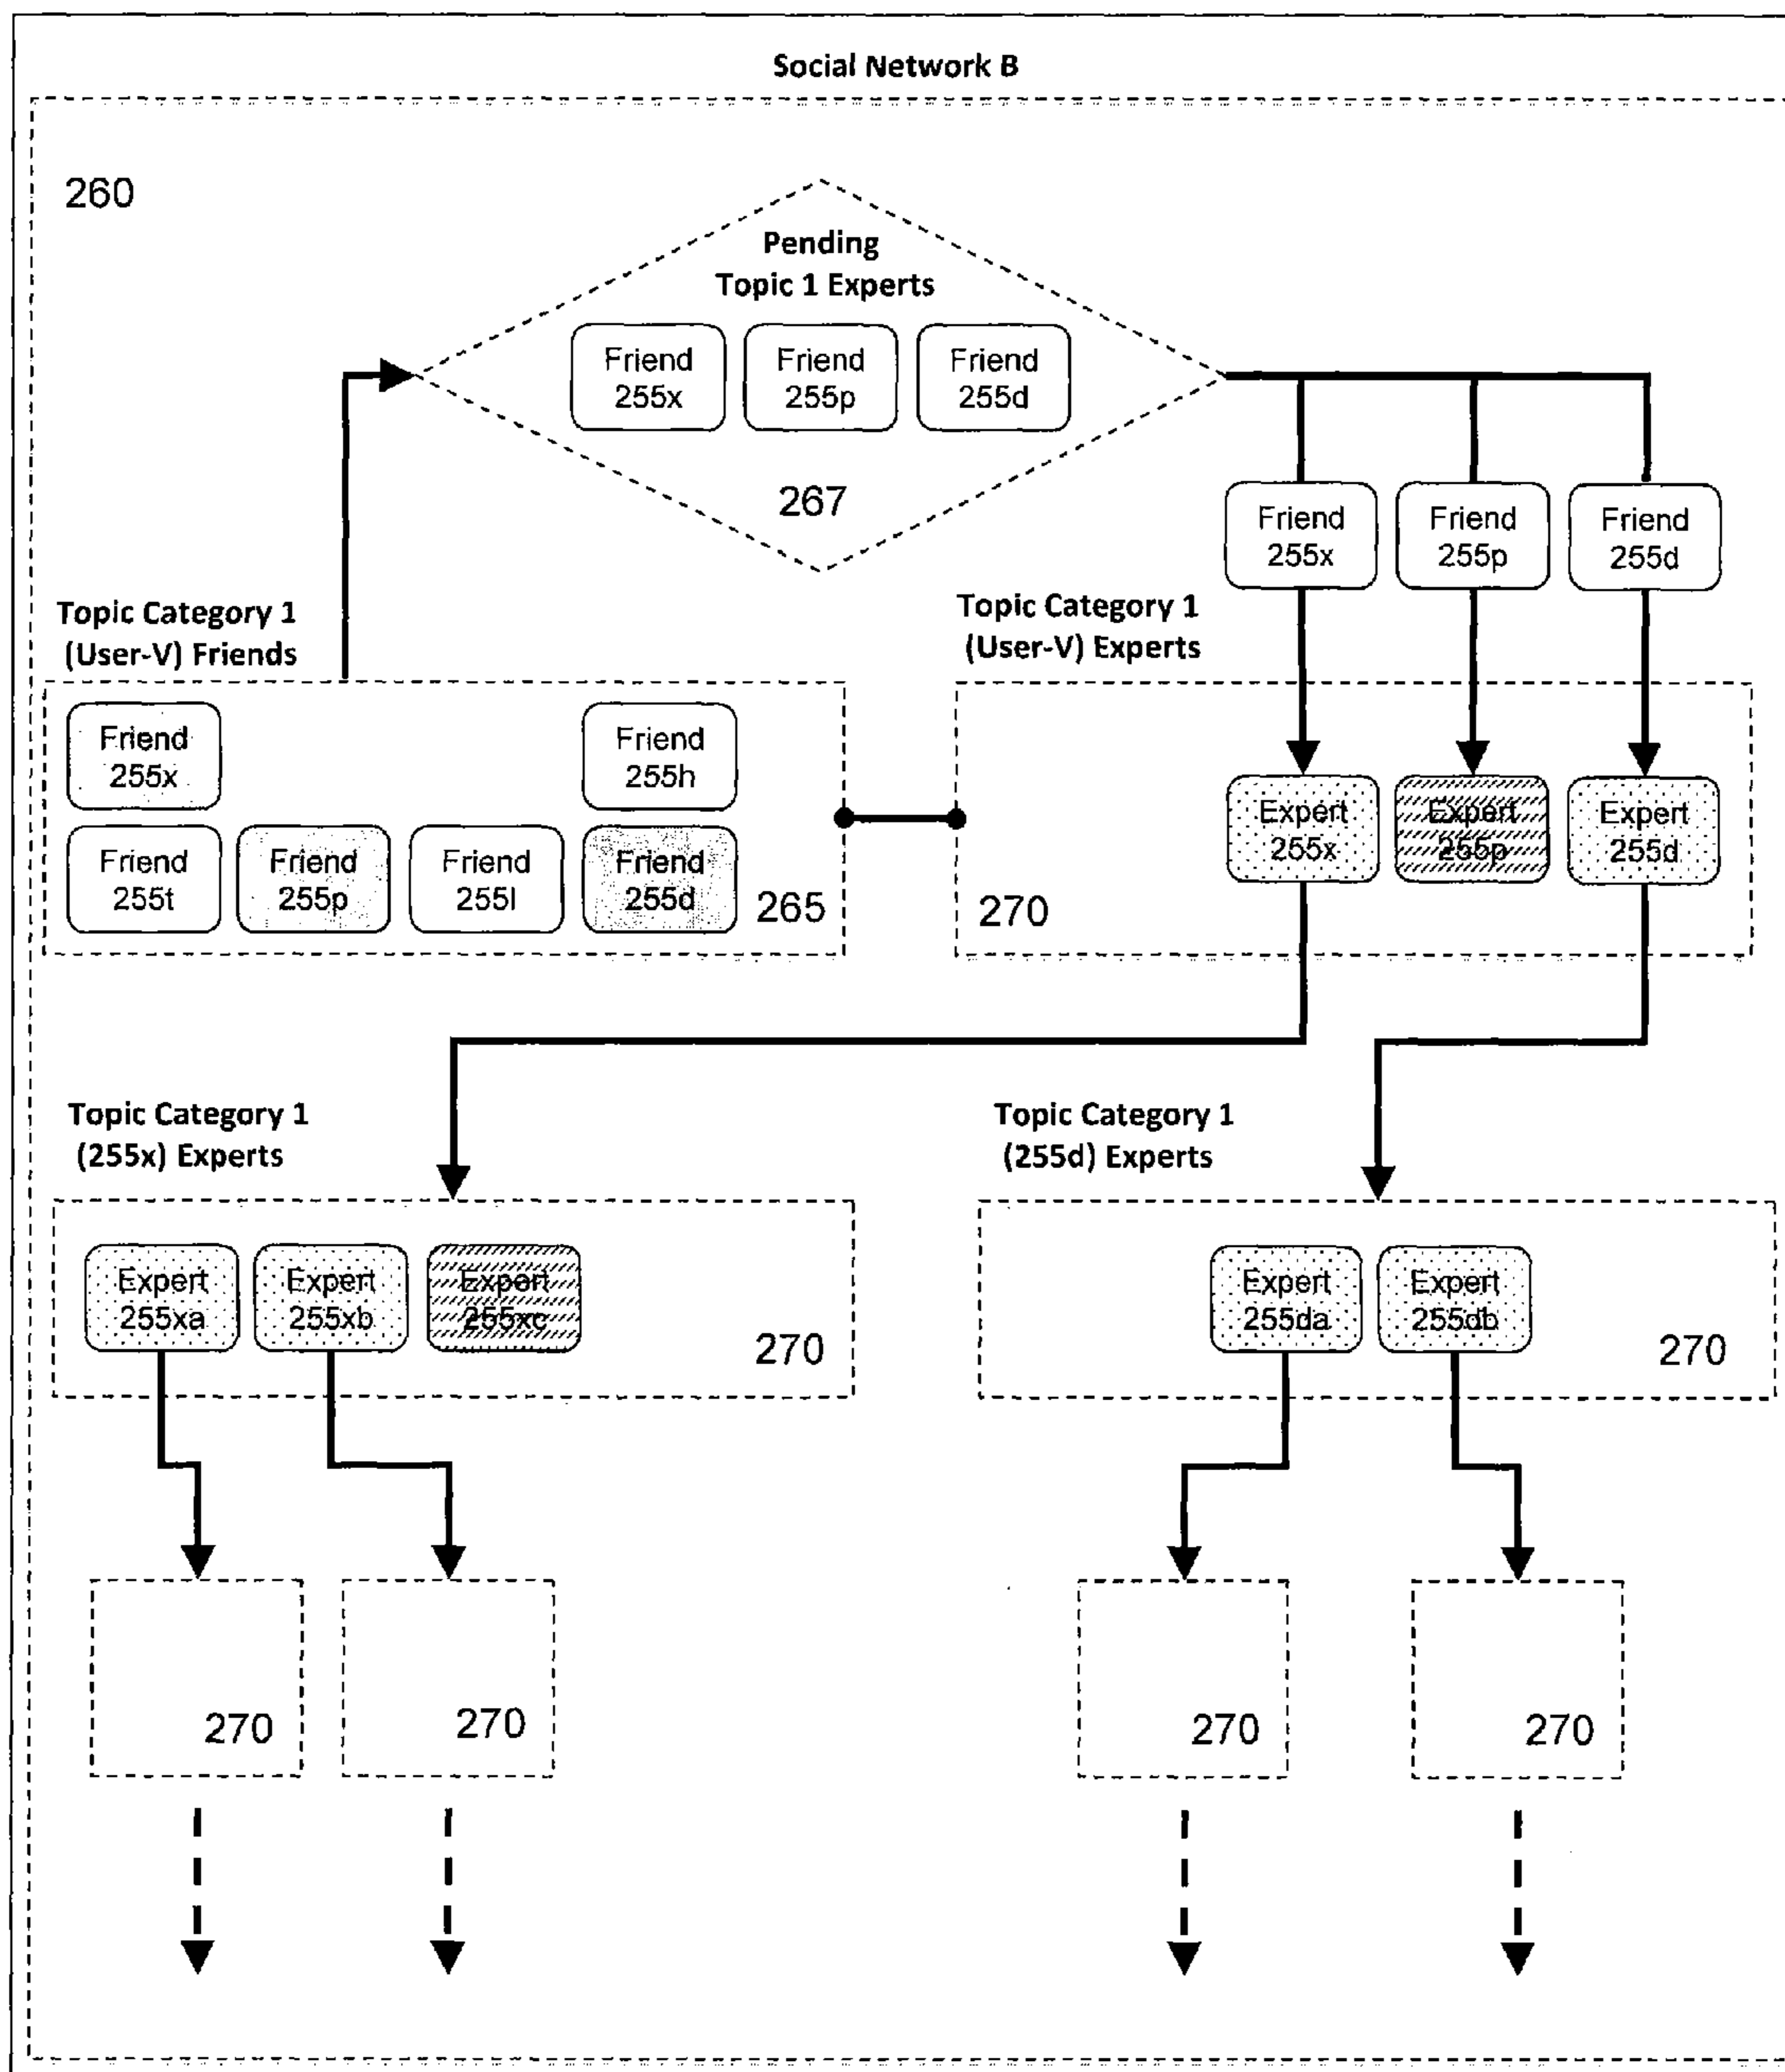 Social Network B
260
Pending
Topic 1 Experts
Friend
255x
Friend
255p
Friend
255d
267
Friend
255x
Friend
255p
Friend
255d
Topic Category 1
(User-V) Friends
Topic Category 1
(User-V) Experts
Friend
255x
Friend
255h
Friend
255t
Friend
255p
Friend
255l
Friend
255d
265
Expert
255x
Expert
255p
Expert
255d
270
Topic Category 1
(255x) Experts
Topic Category 1
(255d) Experts
Expert
255xa
Expert
255xb
Expert
255xc
270
Expert
255da
Expert
255db
270
270
270
270
270